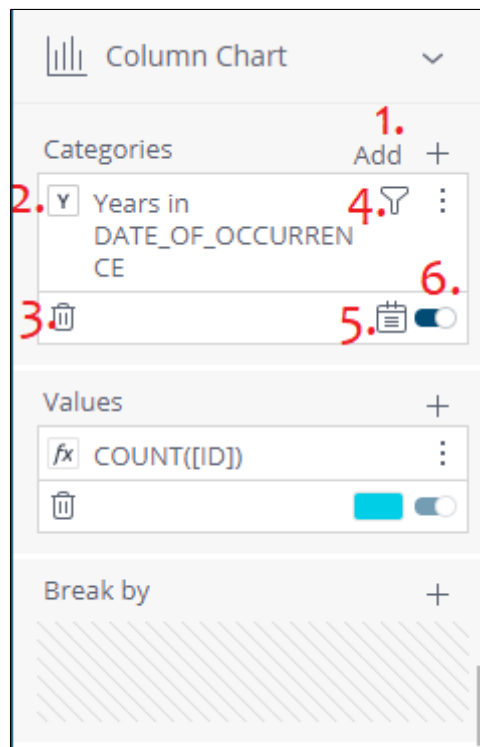 Column Chart
1.
Categories Add +
2. Y Years in 4.
DATE_OF_OCCURREN
CE
6.
3. 5.
Values +
fx COUNT([ID])
Break by +